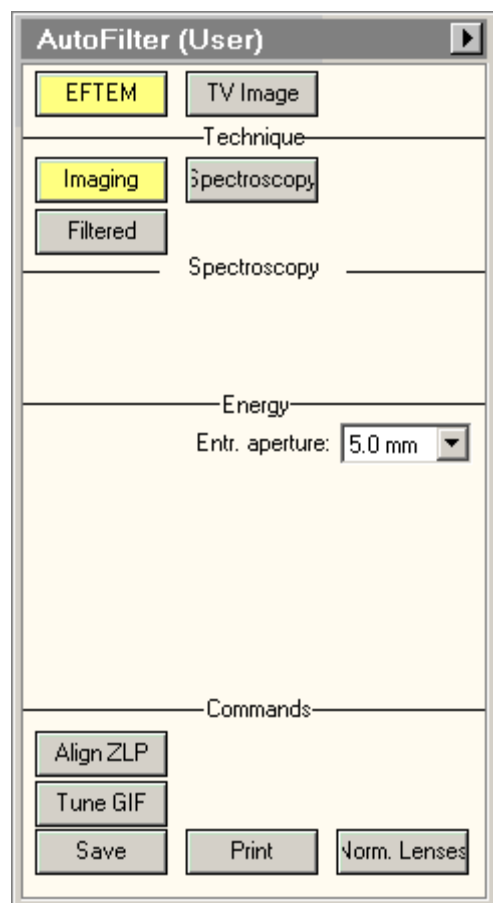 AutoFilter (User)
EFTEM TV Image
Technique
Imaging Spectroscopy
Filtered
Spectroscopy
Energy
Entr. aperture: 5.0 mm
Commands
Align ZLP
Tune GIF
Save Print Norm. Lenses